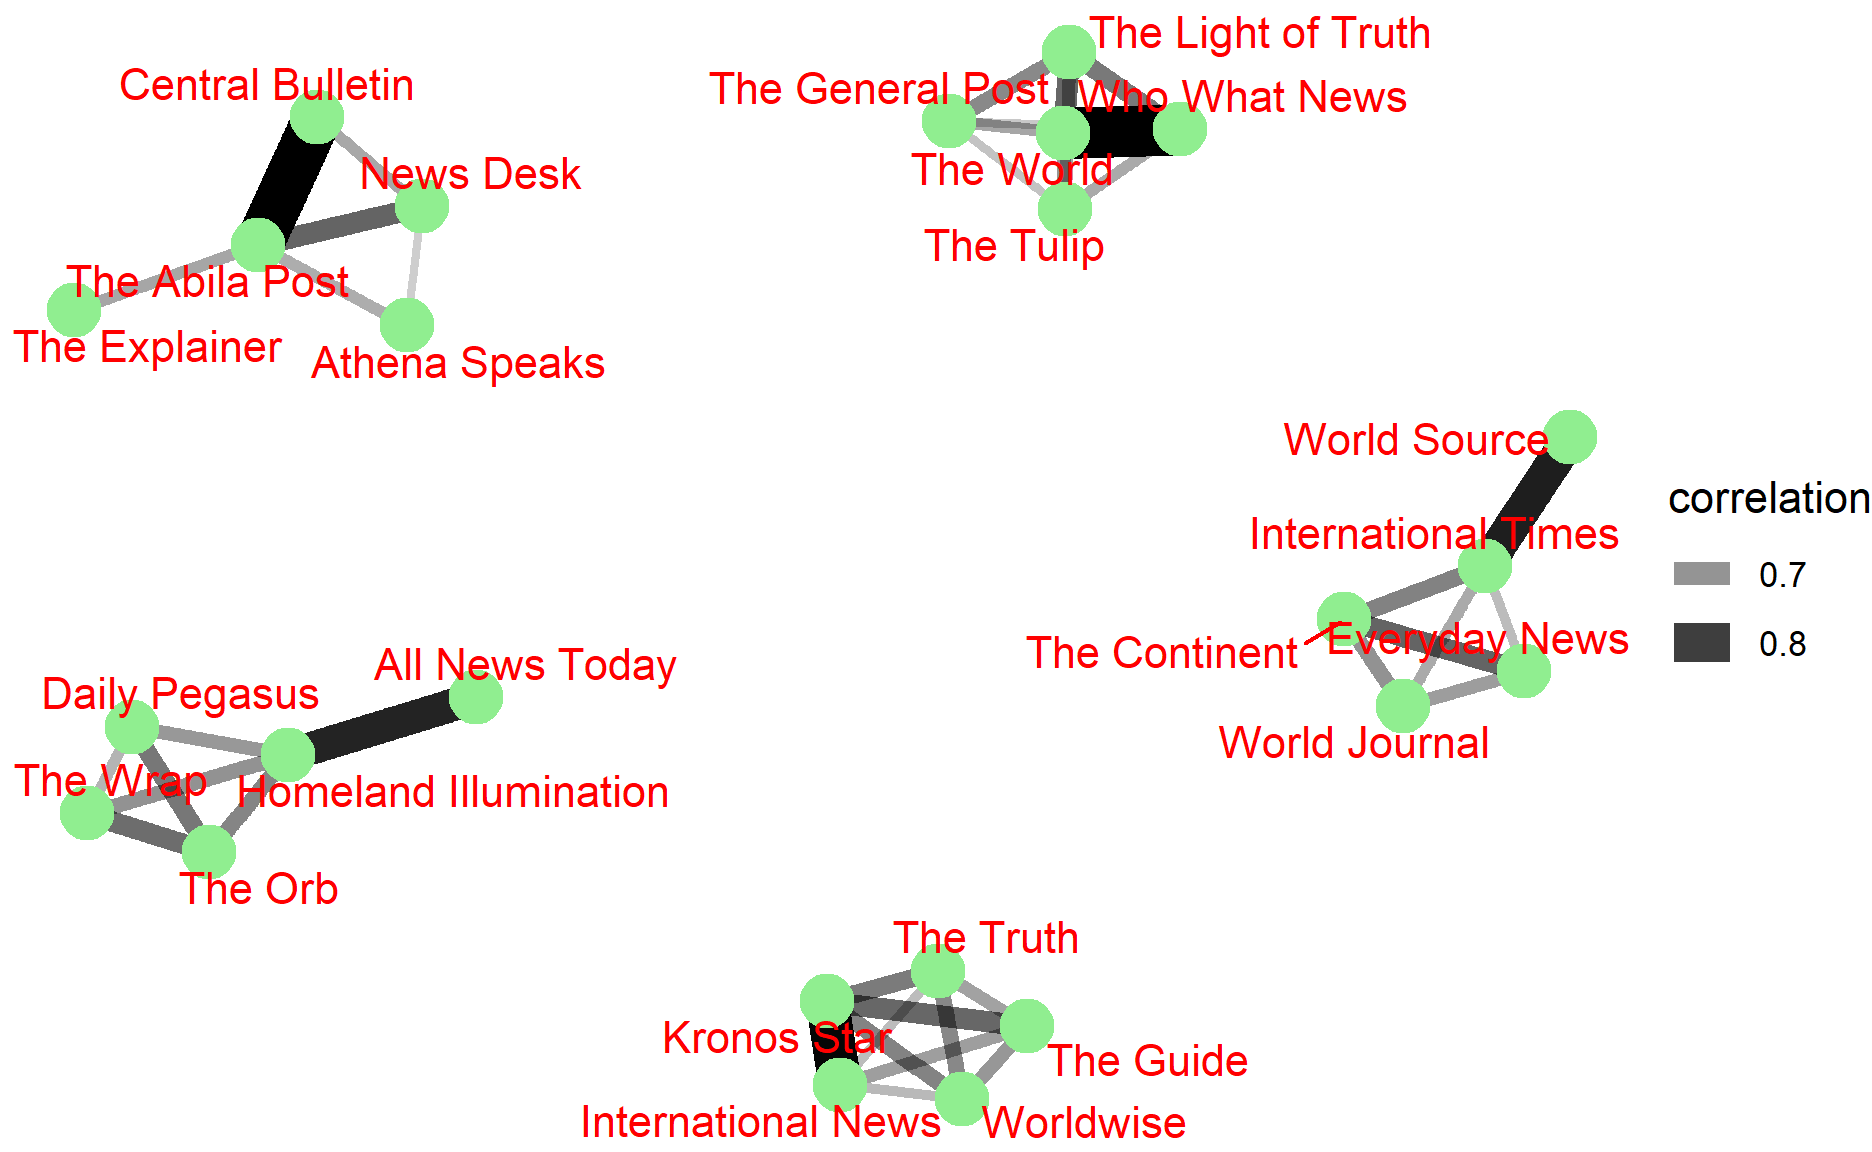 The Light of Truth
Central Bulletin
The General Post
Who What News
News Desk
The World
The Tulip
The Abila Post
The Explainer
Athena Speaks
World Source
International Times
The Continent
Everyday News
World Journal
correlation
0.7
0.8
All News Today
Daily Pegasus
The Wrap
Homeland Illumination
The Orb
The Truth
Kronos Star
The Guide
International News
Worldwise